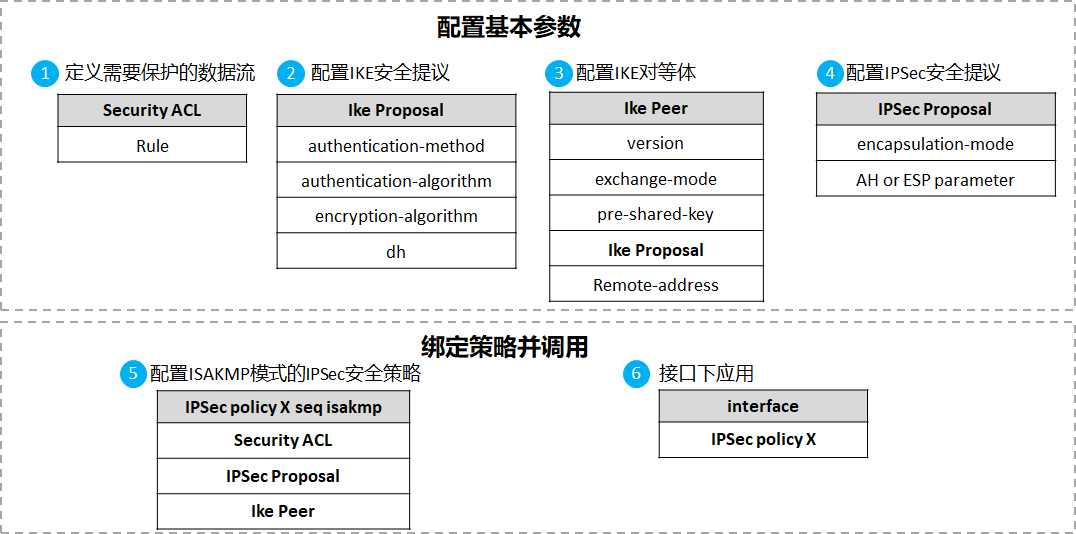 配置基本参数
1 定义需要保护的数据流
Security ACL
Rule
2 配置IKE安全提议
Ike Proposal
authentication-method
authentication-algorithm
encryption-algorithm
dh
3 配置IKE对等体
Ike Peer
version
exchange-mode
pre-shared-key
Ike Proposal
Remote-address
4 配置IPSec安全提议
IPSec Proposal
encapsulation-mode
AH or ESP parameter
绑定策略并调用
5 配置ISAKMP模式的IPSec安全策略
IPSec policy X seq isakmp
Security ACL
IPSec Proposal
Ike Peer
6 接口下应用
interface
IPSec policy X